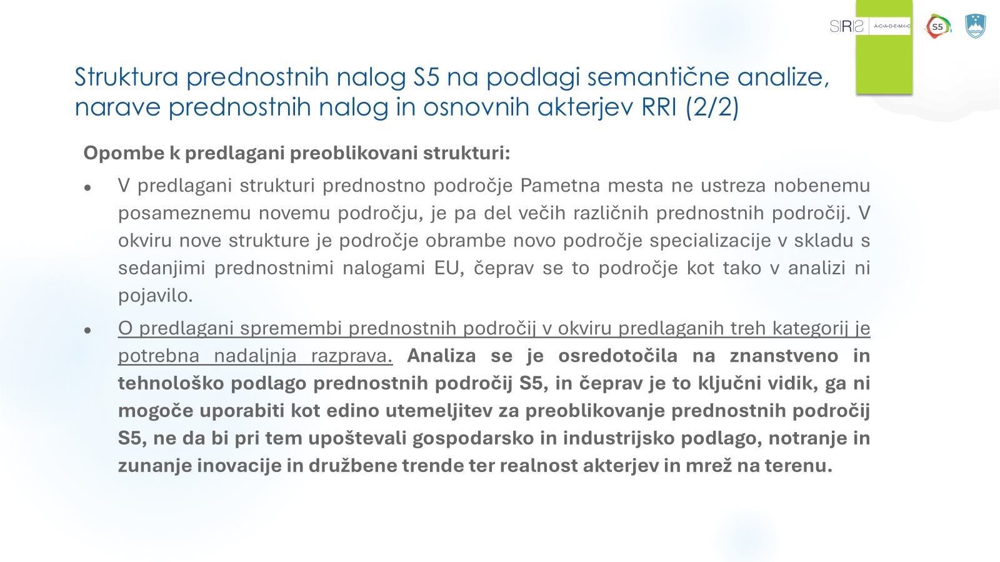 SIRIS A•C•A•D•E•M•I•C
S5
Struktura prednostnih nalog S5 na podlagi semantične analize,
narave prednostnih nalog in osnovnih akterjev RRI (2/2)
Opombe k predlagani preoblikovani strukturi:
• V predlagani strukturi prednostno področje Pametna mesta ne ustreza nobenemu
posameznemu novemu področju, je pa del večih različnih prednostnih področij. V
okviru nove strukture je področje obrambe novo področje specializacije v skladu s
sedanjimi prednostnimi nalogami EU, čeprav se to področje kot tako v analizi ni
pojavilo.
• O predlagani spremembi prednostnih področij v okviru predlaganih treh kategorij je
potrebna nadaljnja razprava. Analiza se je osredotočila na znanstveno in
tehnološko podlago prednostnih področij S5, in čeprav je to ključni vidik, ga ni
mogoče uporabiti kot edino utemeljitev za preoblikovanje prednostnih področij
S5, ne da bi pri tem upoštevali gospodarsko in industrijsko podlago, notranje in
zunanje inovacije in družbene trende ter realnost akterjev in mrež na terenu.